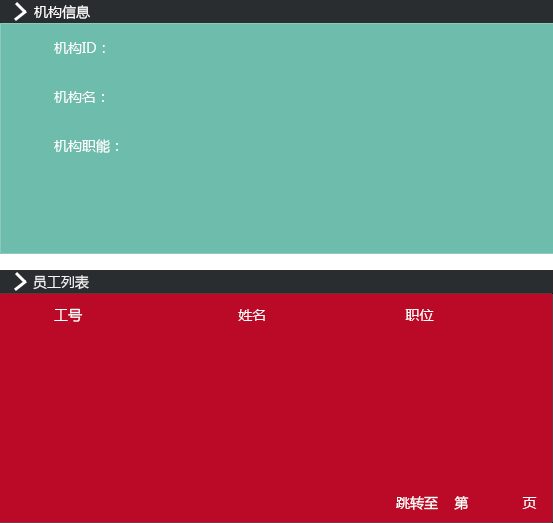 机构信息
机构ID：
机构名：
机构职能：
员工列表
工号 姓名 职位
跳转至 第 页